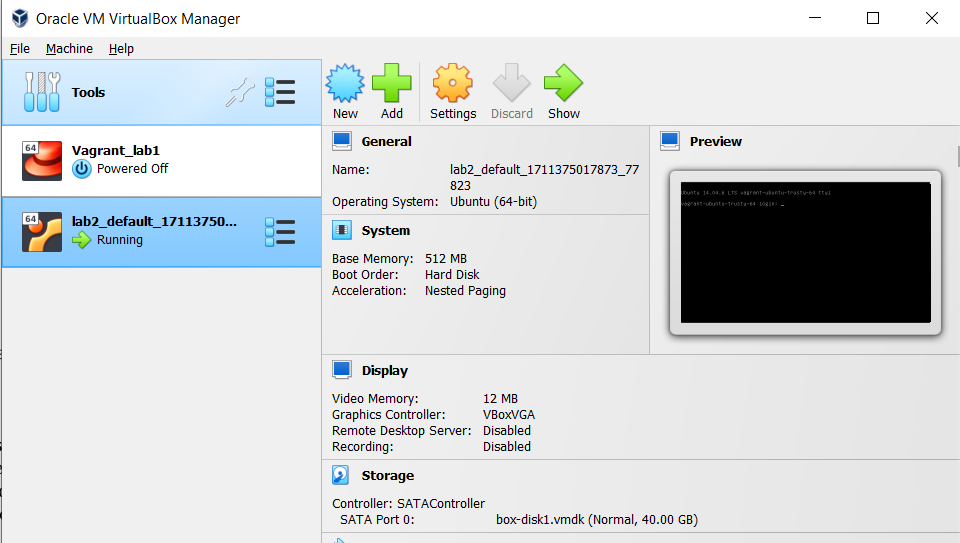 Oracle VM VirtualBox Manager
File Machine Help
Tools
New Add Settings Discard Show
64
Vagrant_lab1
Powered Off
64
lab2_default_17113750...
Running
General
Name: lab2_default_1711375017873_77
823
Operating System: Ubuntu (64-bit)
System
Base Memory: 512 MB
Boot Order: Hard Disk
Acceleration: Nested Paging
Preview
Ubuntu 14.04.6 LTS vagrant-ubuntu-trusty-64 tty1
vagrant-ubuntu-trusty-64 login: _
Display
Video Memory: 12 MB
Graphics Controller: VBoxVGA
Remote Desktop Server: Disabled
Recording: Disabled
Storage
Controller: SATAController
SATA Port 0: box-disk1.vmdk (Normal, 40.00 GB)